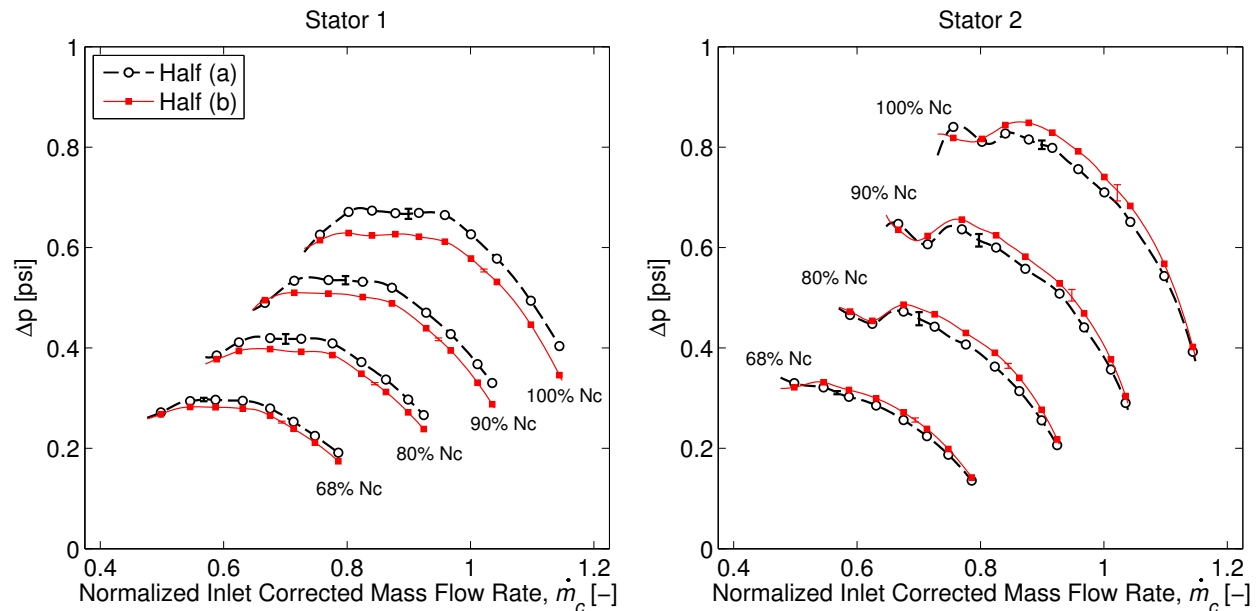 Stator 1
Stator 2
1
0.8
0.6
0.4
0.2
0
Δp [psi]
Half (a)
Half (b)
100% Nc
90% Nc
80% Nc
68% Nc
0.4
0.6
0.8
1
1.2
Normalized Inlet Corrected Mass Flow Rate, ṁc [–]
1
0.8
0.6
0.4
0.2
0
Δp [psi]
100% Nc
90% Nc
80% Nc
68% Nc
0.4
0.6
0.8
1
1.2
Normalized Inlet Corrected Mass Flow Rate, ṁc [–]